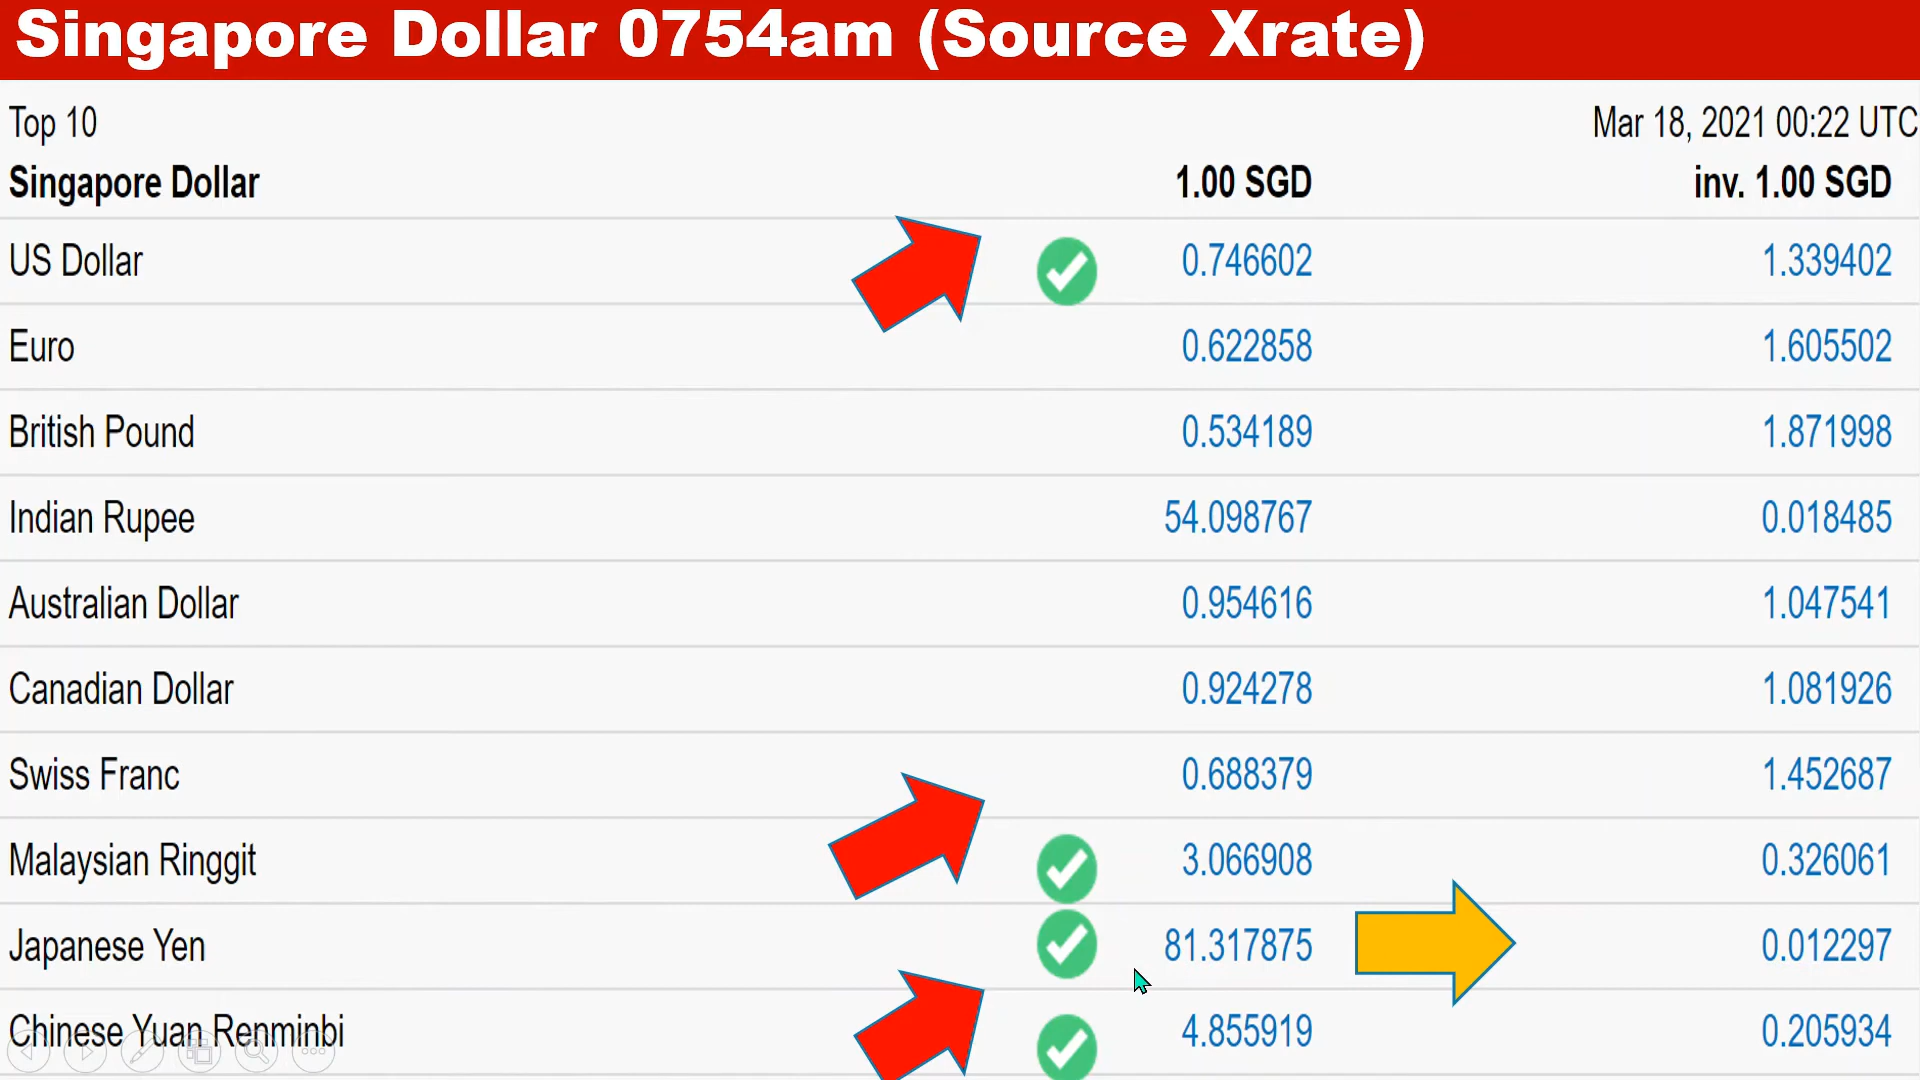 Singapore Dollar 0754am (Source Xrate)
Top 10 Mar 18, 2021 00:22 UTC
Singapore Dollar 1.00 SGD inv. 1.00 SGD
US Dollar 0.746602 1.339402
Euro 0.622858 1.605502
British Pound 0.534189 1.871998
Indian Rupee 54.098767 0.018485
Australian Dollar 0.954616 1.047541
Canadian Dollar 0.924278 1.081926
Swiss Franc 0.688379 1.452687
Malaysian Ringgit 3.066908 0.326061
Japanese Yen 81.317875 0.012297
Chinese Yuan Renminbi 4.855919 0.205934